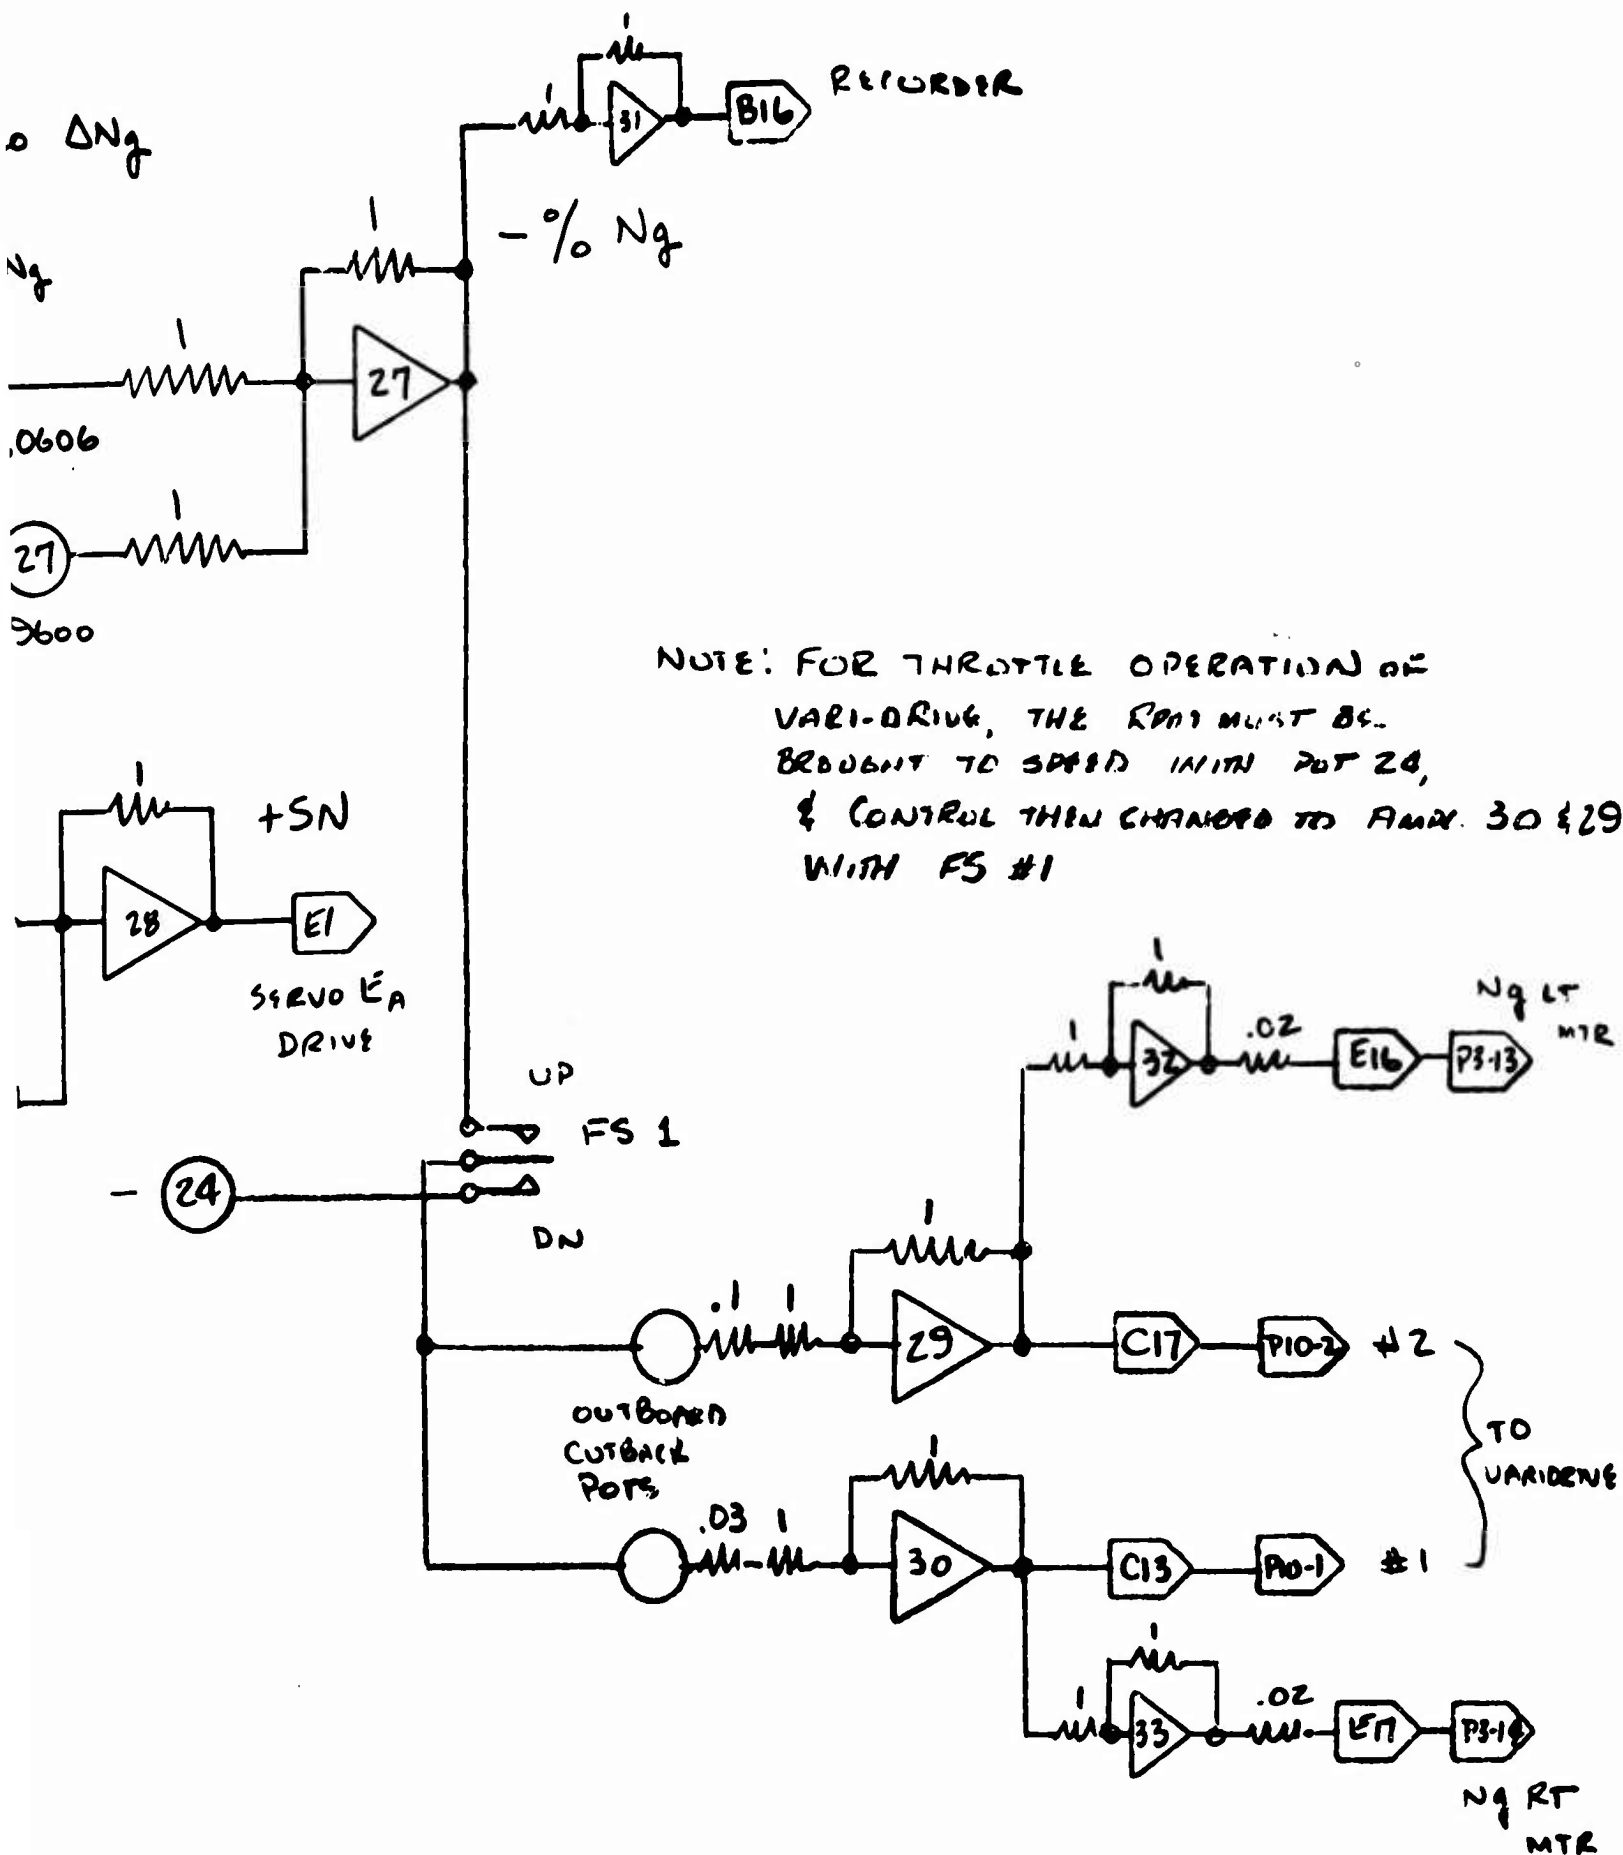 1
1
31
B16
RECORDER
ΔNg
1
-% Ng
Ng
1
27
.0606
1
27
9600
NOTE: FOR THROTTLE OPERATION OF
VARI-DRIVE, THE MUST BE
BROUGHT TO SPEED WITH POT 24,
& CONTROL THEN CHANGED TO AMP. 30 & 29
WITH FS #1
1
+SN
28
E1
SERVO EA
DRIVE
1
1
32
.02
E16
P3-13
Ng LT
MTR
UP
FS 1
- 24
DN
1
.1 1
29
C17
P10-2
#2
OUTBOARD
CUTBACK
POTS
TO
VARIDRIVE
1
.03 1
30
C13
P10-1
#1
1
1
33
.02
E17
Ng RT
MTR